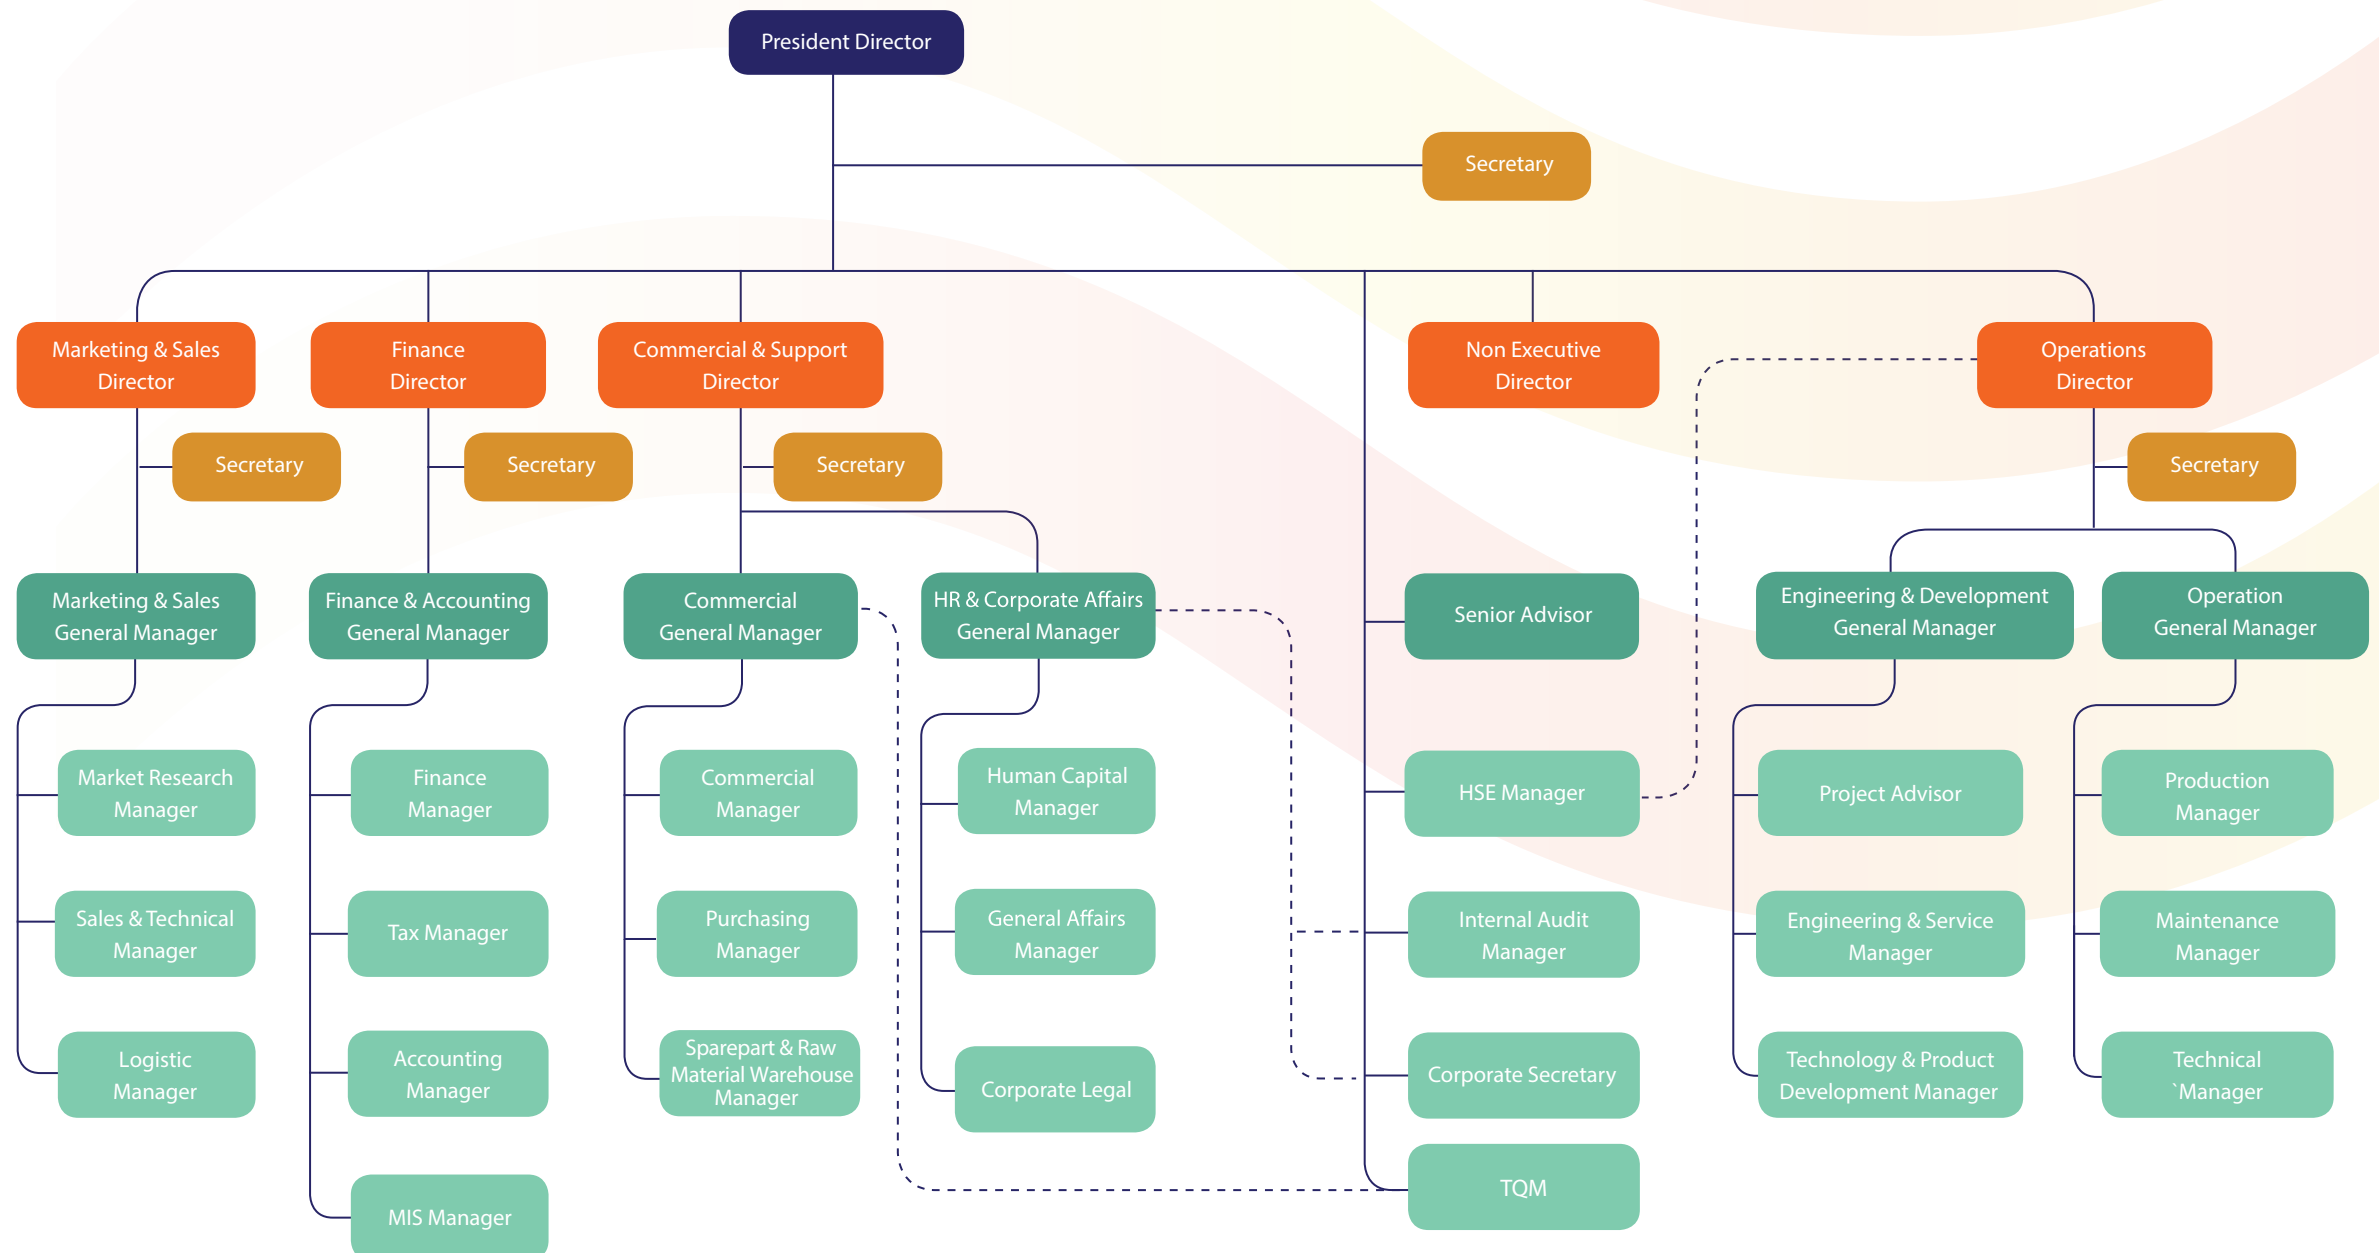 President Director
Secretary
Marketing & Sales
Director
Finance
Director
Commercial & Support
Director
Non Executive
Director
Operations
Director
Secretary
Secretary
Secretary
Secretary
Marketing & Sales
General Manager
Finance & Accounting
General Manager
Commercial
General Manager
HR & Corporate Affairs
General Manager
Senior Advisor
Engineering & Development
General Manager
Operation
General Manager
Market Research
Manager
Finance
Manager
Commercial
Manager
Human Capital
Manager
HSE Manager
Project Advisor
Production
Manager
Sales & Technical
Manager
Tax Manager
Purchasing
Manager
General Affairs
Manager
Internal Audit
Manager
Engineering & Service
Manager
Maintenance
Manager
Logistic
Manager
Accounting
Manager
Sparepart & Raw
Material Warehouse
Manager
Corporate Legal
Corporate Secretary
Technology & Product
Development Manager
Technical
`Manager
MIS Manager
TQM